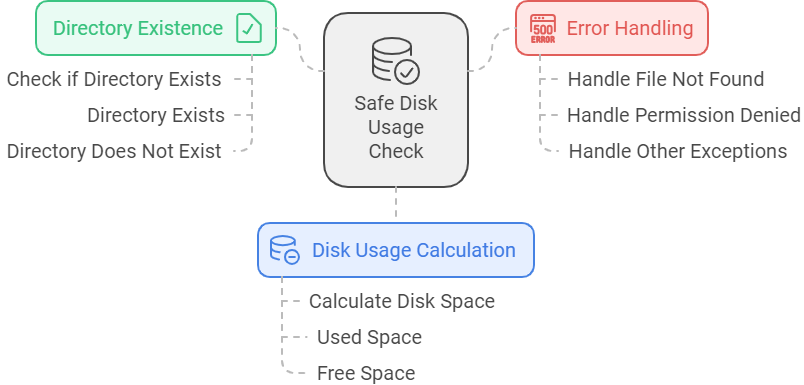 Directory Existence
Check if Directory Exists
Directory Exists
Directory Does Not Exist
Safe Disk
Usage
Check
500
ERROR
Error Handling
Handle File Not Found
Handle Permission Denied
Handle Other Exceptions
Disk Usage Calculation
Calculate Disk Space
Used Space
Free Space